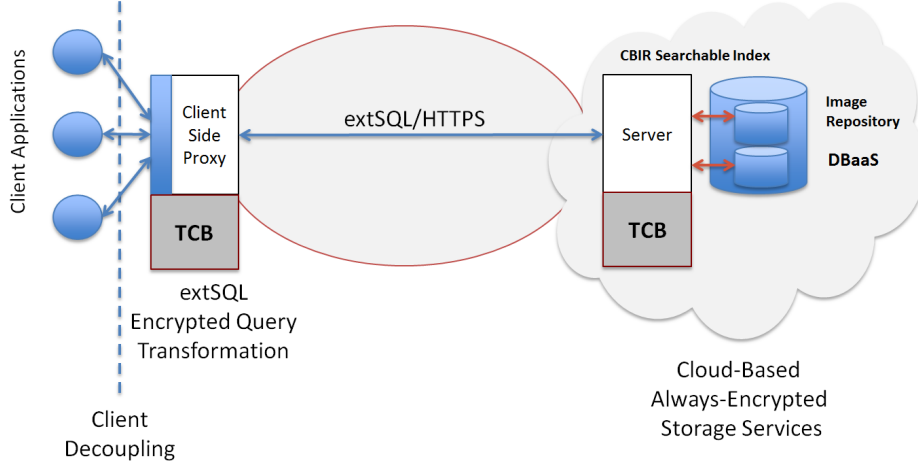 Client Applications
Client
Side
Proxy
TCB
extSQL
Encrypted Query
Transformation
Client
Decoupling
extSQL/HTTPS
CBIR Searchable Index
Server
TCB
Image
Repository
DBaaS
Cloud-Based
Always-Encrypted
Storage Services